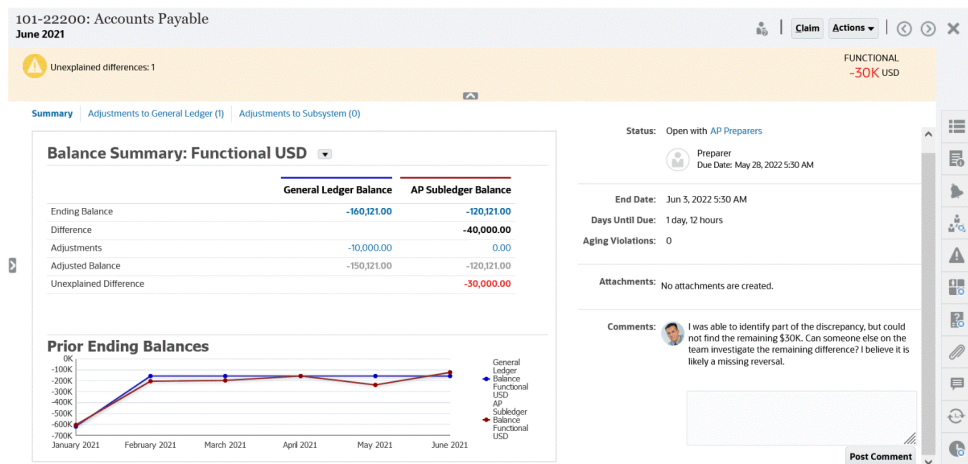 101-22200: Accounts Payable
June 2021
Claim
Actions
Unexplained differences: 1
FUNCTIONAL
-30K USD
Summary
Adjustments to General Ledger (1)
Adjustments to Subsystem (0)
Balance Summary: Functional USD
General Ledger Balance AP Subledger Balance
Ending Balance -160,121.00 -120,121.00
Difference -40,000.00
Adjustments -10,000.00 0.00
Adjusted Balance -150,121.00 -120,121.00
Unexplained Difference -30,000.00
Prior Ending Balances
0K
-100K
-200K
-300K
-400K
-500K
-600K
-700K
January 2021 February 2021 March 2021 April 2021 May 2021 June 2021
General
Ledger
Balance
Functional
USD
AP
Subledger
Balance
Functional
USD
Status: Open with AP Preparers
Preparer
Due Date: May 28, 2022 5:30 AM
End Date: Jun 3, 2022 5:30 AM
Days Until Due: 1 day, 12 hours
Aging Violations: 0
Attachments: No attachments are created.
Comments: I was able to identify part of the discrepancy, but could
not find the remaining $30K. Can someone else on the
team investigate the remaining difference? I believe it is
likely a missing reversal.
Post Comment